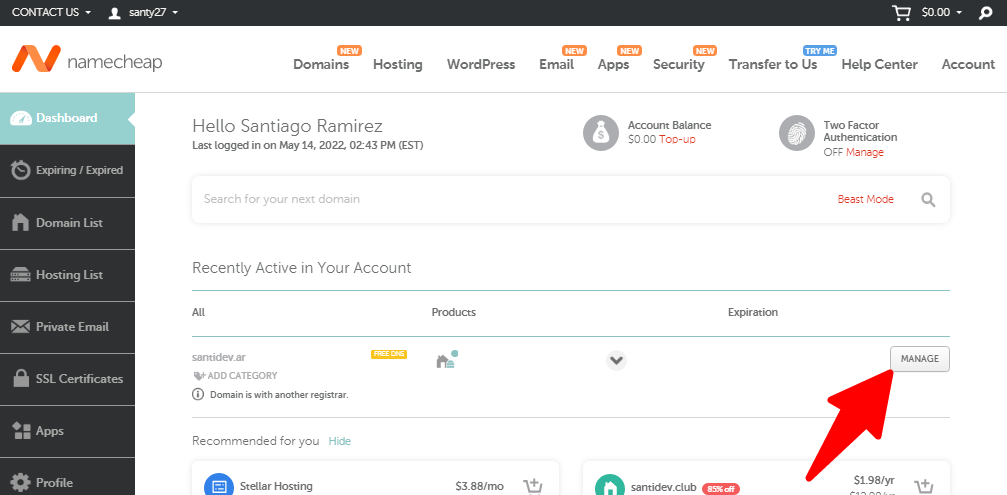 CONTACT US santy27 $0.00
namecheap
NEW NEW NEW NEW TRY ME
Domains Hosting WordPress Email Apps Security Transfer to Us Help Center Account
Dashboard
Expiring / Expired
Domain List
Hosting List
Private Email
SSL Certificates
Apps
Profile
Hello Santiago Ramirez
Last logged in on May 14, 2022, 02:43 PM (EST)
Account Balance
$0.00 Top-up
Two Factor
Authentication
OFF Manage
Search for your next domain Beast Mode
Recently Active in Your Account
All Products Expiration
santidev.ar FREE DNS MANAGE
ADD CATEGORY
Domain is with another registrar.
Recommended for you Hide
Stellar Hosting $3.88/mo
santidev.club 85% off $1.98/yr